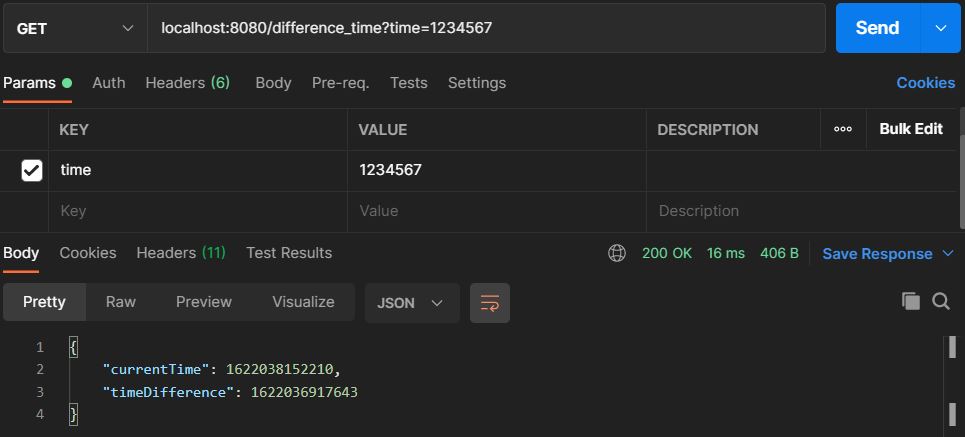 GET localhost:8080/difference_time?time=1234567 Send
Params Auth Headers (6) Body Pre-req. Tests Settings Cookies
KEY VALUE DESCRIPTION ooo Bulk Edit
time 1234567
Key Value Description
Body Cookies Headers (11) Test Results 200 OK 16 ms 406 B Save Response
Pretty Raw Preview Visualize JSON
1 {
2 "currentTime": 1622038152210,
3 "timeDifference": 1622036917643
4 }